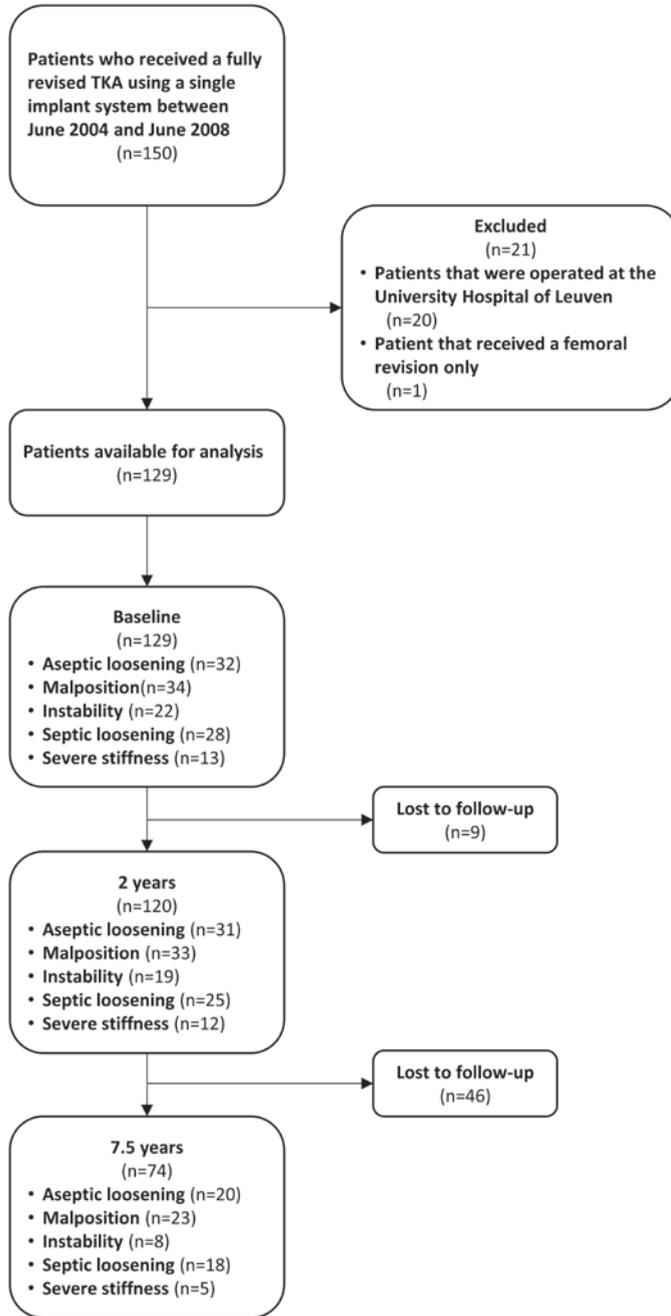 Patients who received a fully
revised TKA using a single
implant system between
June 2004 and June 2008
(n=150)
Excluded
(n=21)
• Patients that were operated at the
University Hospital of Leuven
(n=20)
• Patient that received a femoral
revision only
(n=1)
Patients available for analysis
(n=129)
Baseline
(n=129)
• Aseptic loosening (n=32)
• Malposition(n=34)
• Instability (n=22)
• Septic loosening (n=28)
• Severe stiffness (n=13)
Lost to follow-up
(n=9)
2 years
(n=120)
• Aseptic loosening (n=31)
• Malposition (n=33)
• Instability (n=19)
• Septic loosening (n=25)
• Severe stiffness (n=12)
Lost to follow-up
(n=46)
7.5 years
(n=74)
• Aseptic loosening (n=20)
• Malposition (n=23)
• Instability (n=8)
• Septic loosening (n=18)
• Severe stiffness (n=5)